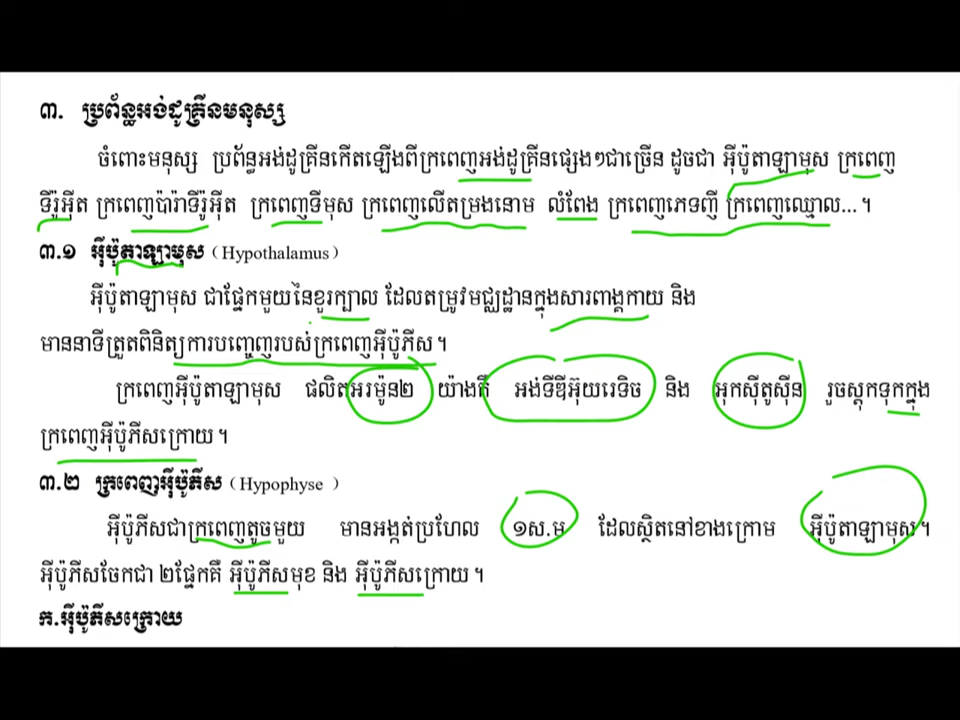 ៣. ប្រព័ន្ធអង់ដូគ្រីនមនុស្ស
ចំពោះមនុស្ស ប្រព័ន្ធអង់ដូគ្រីនកើតឡើងពីក្រពេញអង់ដូគ្រីនផ្សេងៗជាច្រើន ដូចជា អ៊ីប៉ូតាឡាមុស ក្រពេញ
ទីរ៉ូអ៊ីត ក្រពេញប៉ារ៉ាទីរ៉ូអ៊ីត ក្រពេញទីមុស ក្រពេញលើតម្រងនោម លំពែង ក្រពេញភេទញី ក្រពេញឈ្មោល...។
៣.១ អ៊ីប៉ូតាឡាមុស (Hypothalamus)
អ៊ីប៉ូតាឡាមុស ជាផ្នែកមួយនៃខួរក្បាល ដែលតម្រូវមជ្ឈដ្ឋានក្នុងសារពាង្គកាយ និង
មាននាទីត្រួតពិនិត្យការបញ្ចេញរបស់ក្រពេញអ៊ីប៉ូភីស។
ក្រពេញអ៊ីប៉ូតាឡាមុស ផលិតអរម៉ូន២ យ៉ាងគឺ អង់ទីឌីអ៊ុយរេទិច និង អុកស៊ីតូស៊ីន រួចស្តុកទុកក្នុង
ក្រពេញអ៊ីប៉ូភីសក្រោយ។
៣.២ ក្រពេញអ៊ីប៉ូភីស (Hypophyse )
អ៊ីប៉ូភីសជាក្រពេញតូចមួយ មានអង្កត់ប្រហែល ១ស.ម ដែលស្ថិតនៅខាងក្រោម អ៊ីប៉ូតាឡាមុស។
អ៊ីប៉ូភីសចែកជា ២ផ្នែកគឺ អ៊ីប៉ូភីសមុខ និង អ៊ីប៉ូភីសក្រោយ។
ក.អ៊ីប៉ូភីសក្រោយ